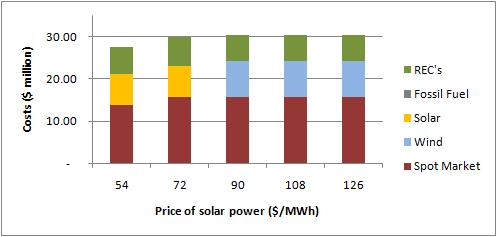 30.00
20.00
10.00
-
Costs ($ million)
54 72 90 108 126
Price of solar power ($/MWh)
REC's
Fossil Fuel
Solar
Wind
Spot Market